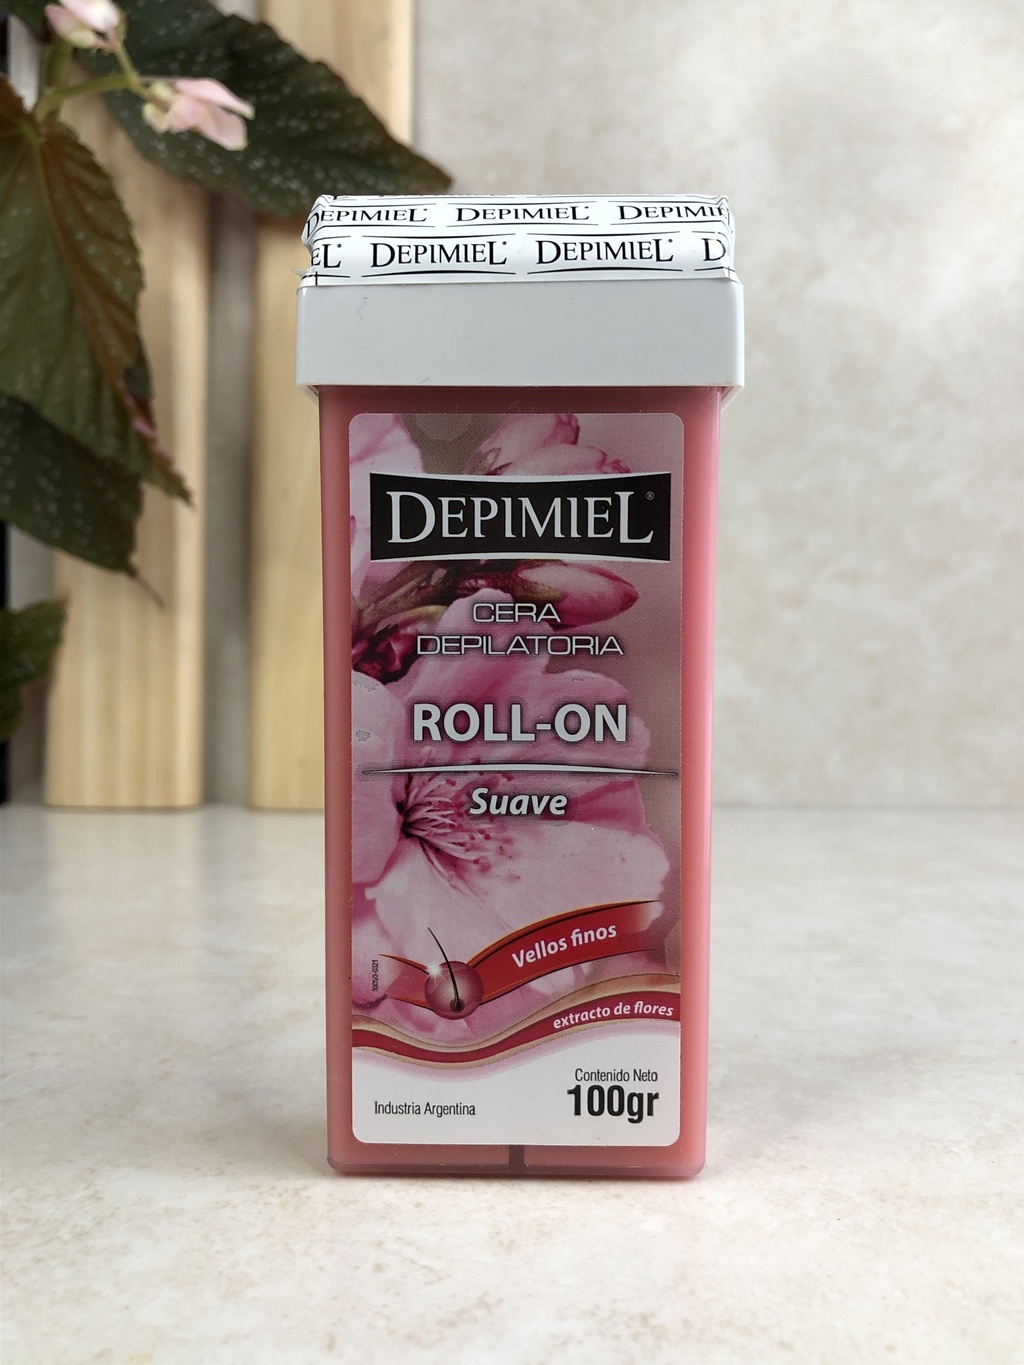 DEPIMIEL DEPIMIEL DEPIMIEL
EL DEPIMIEL DEPIMIEL D
DEPIMIEL®
CERA
DEPILATORIA
ROLL-ON
Suave
Vellos finos
extracto de flores
Contenido Neto
100gr
Industria Argentina